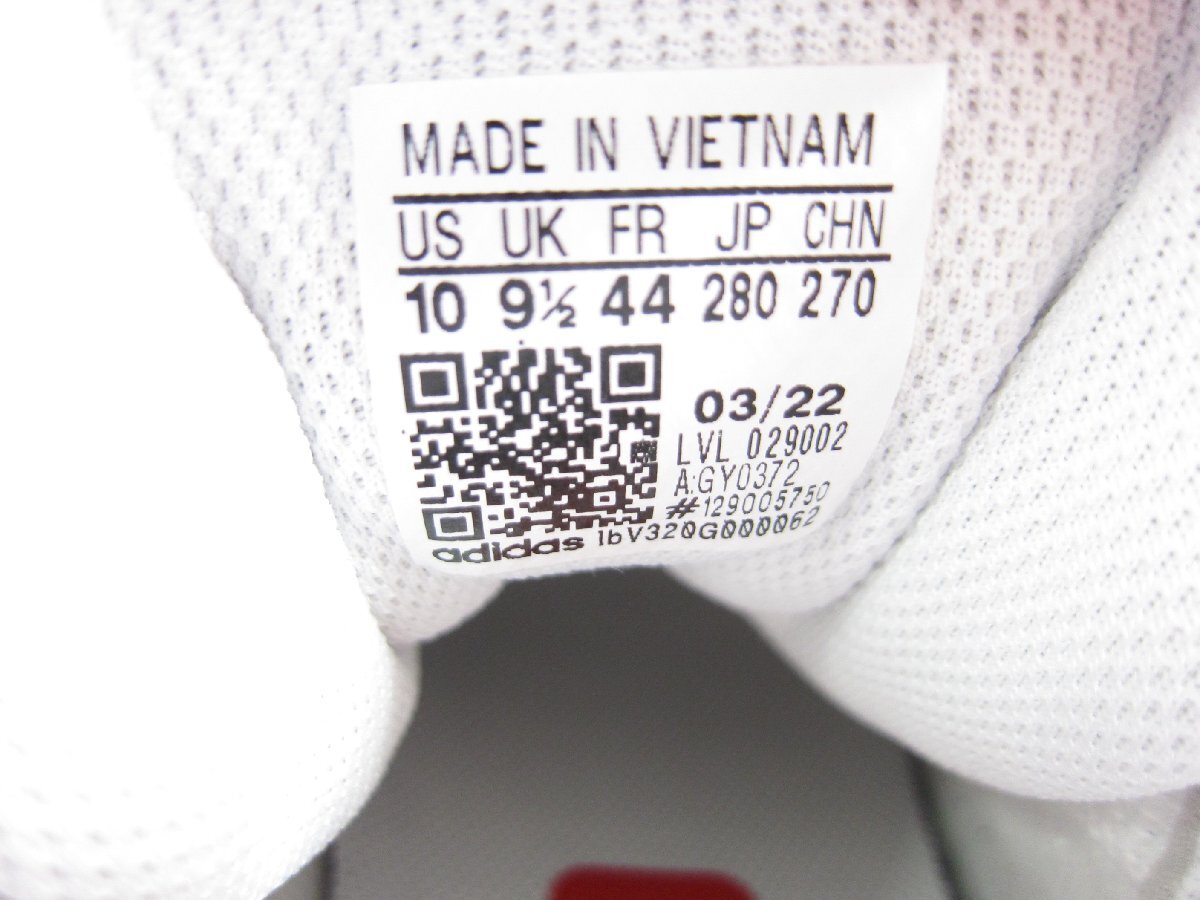 MADE IN VIETNAM
US UK FR JP CHN
10 9½ 44 280 270
03/22
LVL 029002
A:GY0372
#129005750
adidas 1bV320G000062